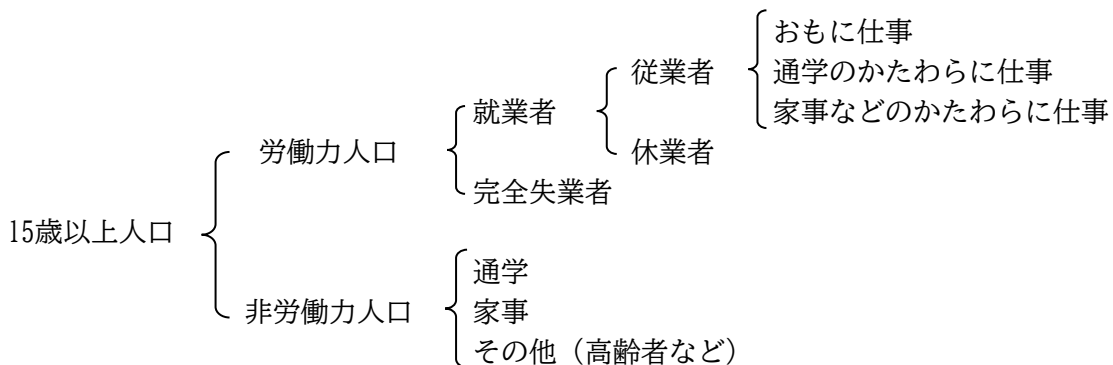 おもに仕事
従業者
通学のかたわらに仕事
就業者
家事などのかたわらに仕事
労働力人口
休業者
完全失業者
15歳以上人口
通学
非労働力人口
家事
その他（高齢者など）